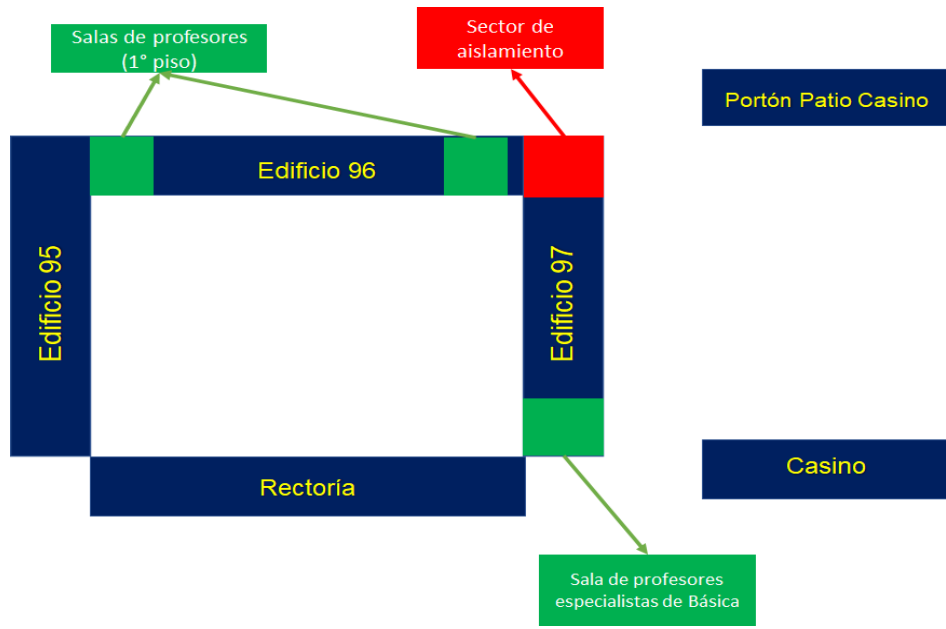 Salas de profesores
(1° piso)
Sector de
aislamiento
Portón Patio Casino
Edificio 96
Edificio 95
Edificio 97
Casino
Rectoría
Sala de profesores
especialistas de Básica